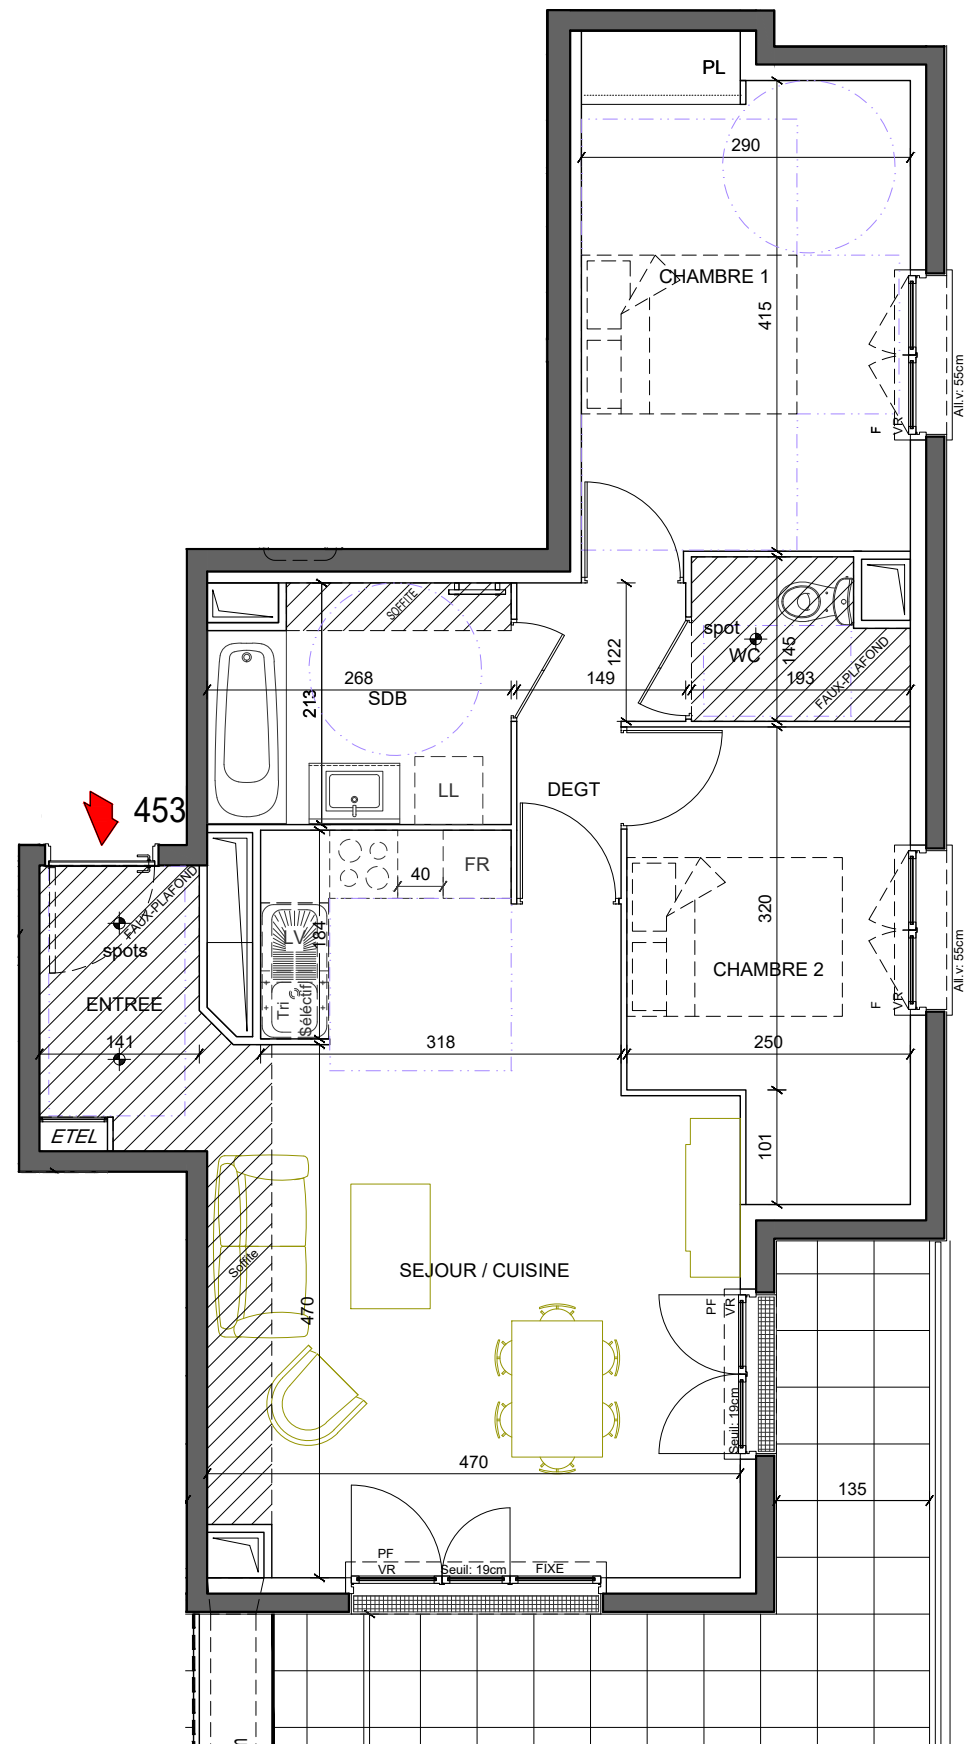 PL
290
CHAMBRE 1
415
All.v: 55cm
F
VR
SOFFITE
spot
WC
145
122
FAUX-PLAFOND
268
149
193
SDB
213
LL
DEGT
453
FAUX-PLAFOND
FR
40
LV
184
spots
320
CHAMBRE 2
All.v: 55cm
F
VR
ENTREE
Tri
Séléctif
141
318
250
ETEL
101
Soffite
SEJOUR / CUISINE
470
PF
VR
Seuil: 19cm
470
135
PF
VR
Seuil: 19cm
FIXE